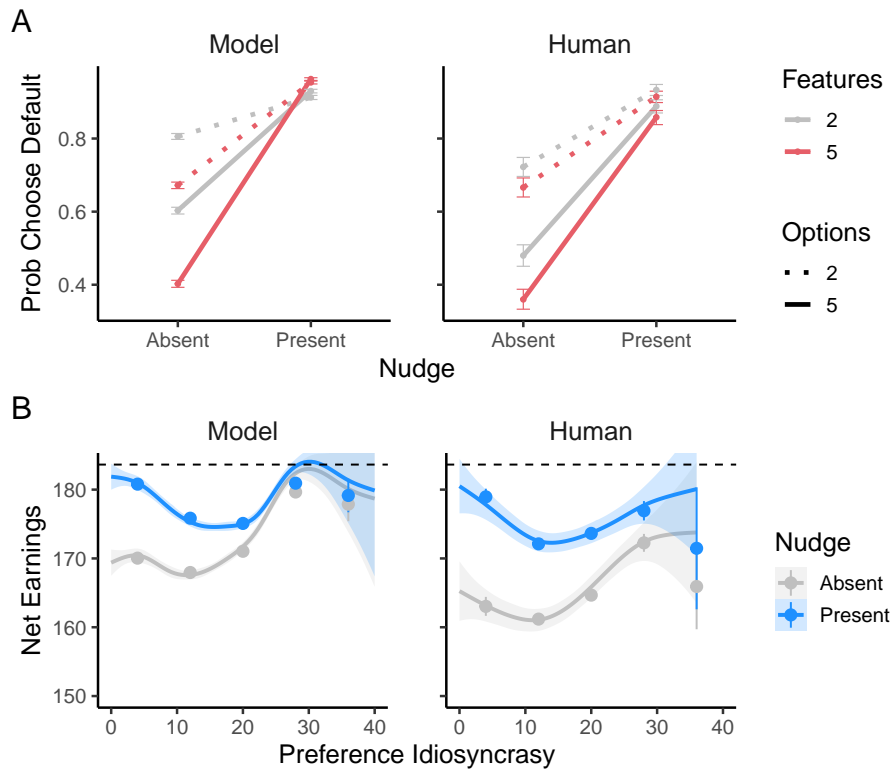 A
Model
Human
Prob Choose Default
0.8
0.6
0.4
Absent
Present
Absent
Present
Nudge
Features
2
5
Options
2
5
B
Model
Human
Net Earnings
180
170
160
150
0
10
20
30
40
0
10
20
30
40
Preference Idiosyncrasy
Nudge
Absent
Present